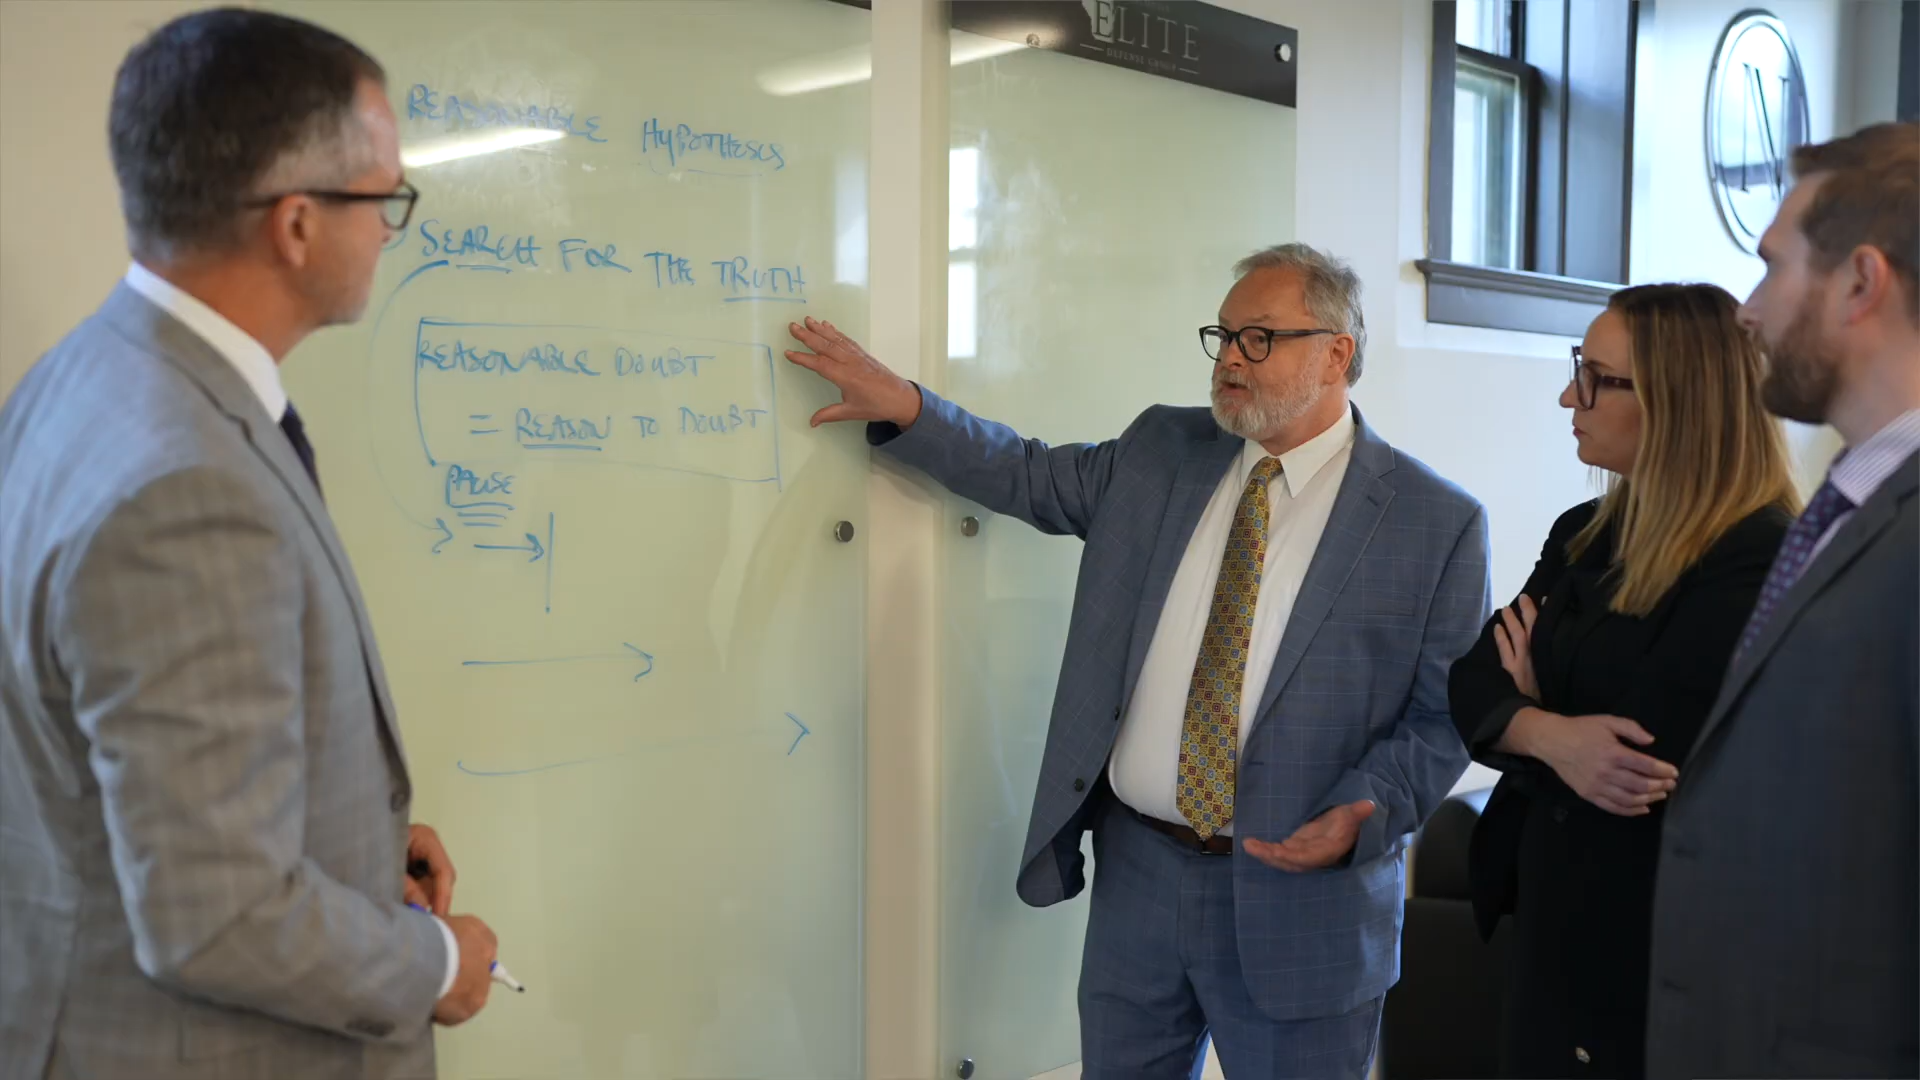 REASONABLE HYPOTHESIS
SEARCH FOR THE TRUTH
REASONABLE DOUBT
= REASON TO DOUBT
PAUSE
ELITE
DEFENSE GROUP